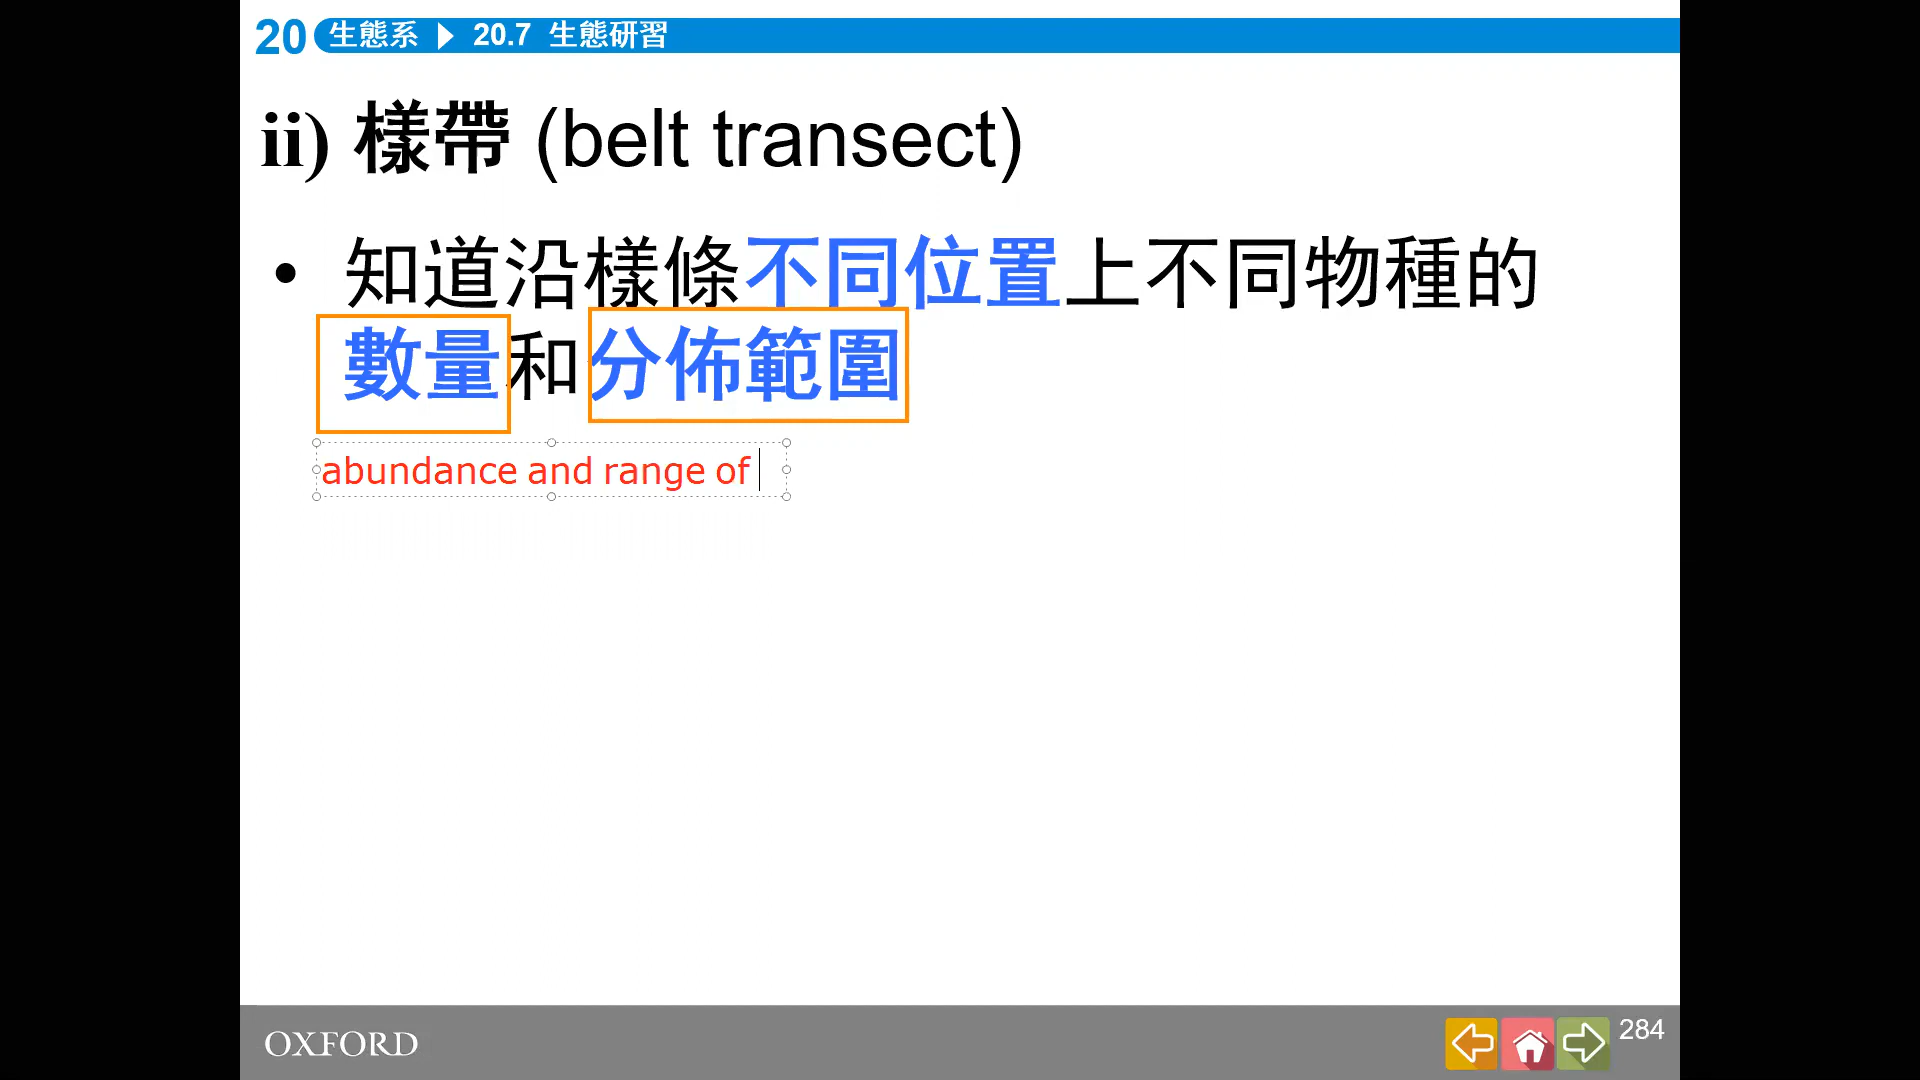 20 生態系 20.7 生態研習
ii) 樣帶 (belt transect)
• 知道沿樣條不同位置上不同物種的
數量和分佈範圍
abundance and range of
OXFORD
284